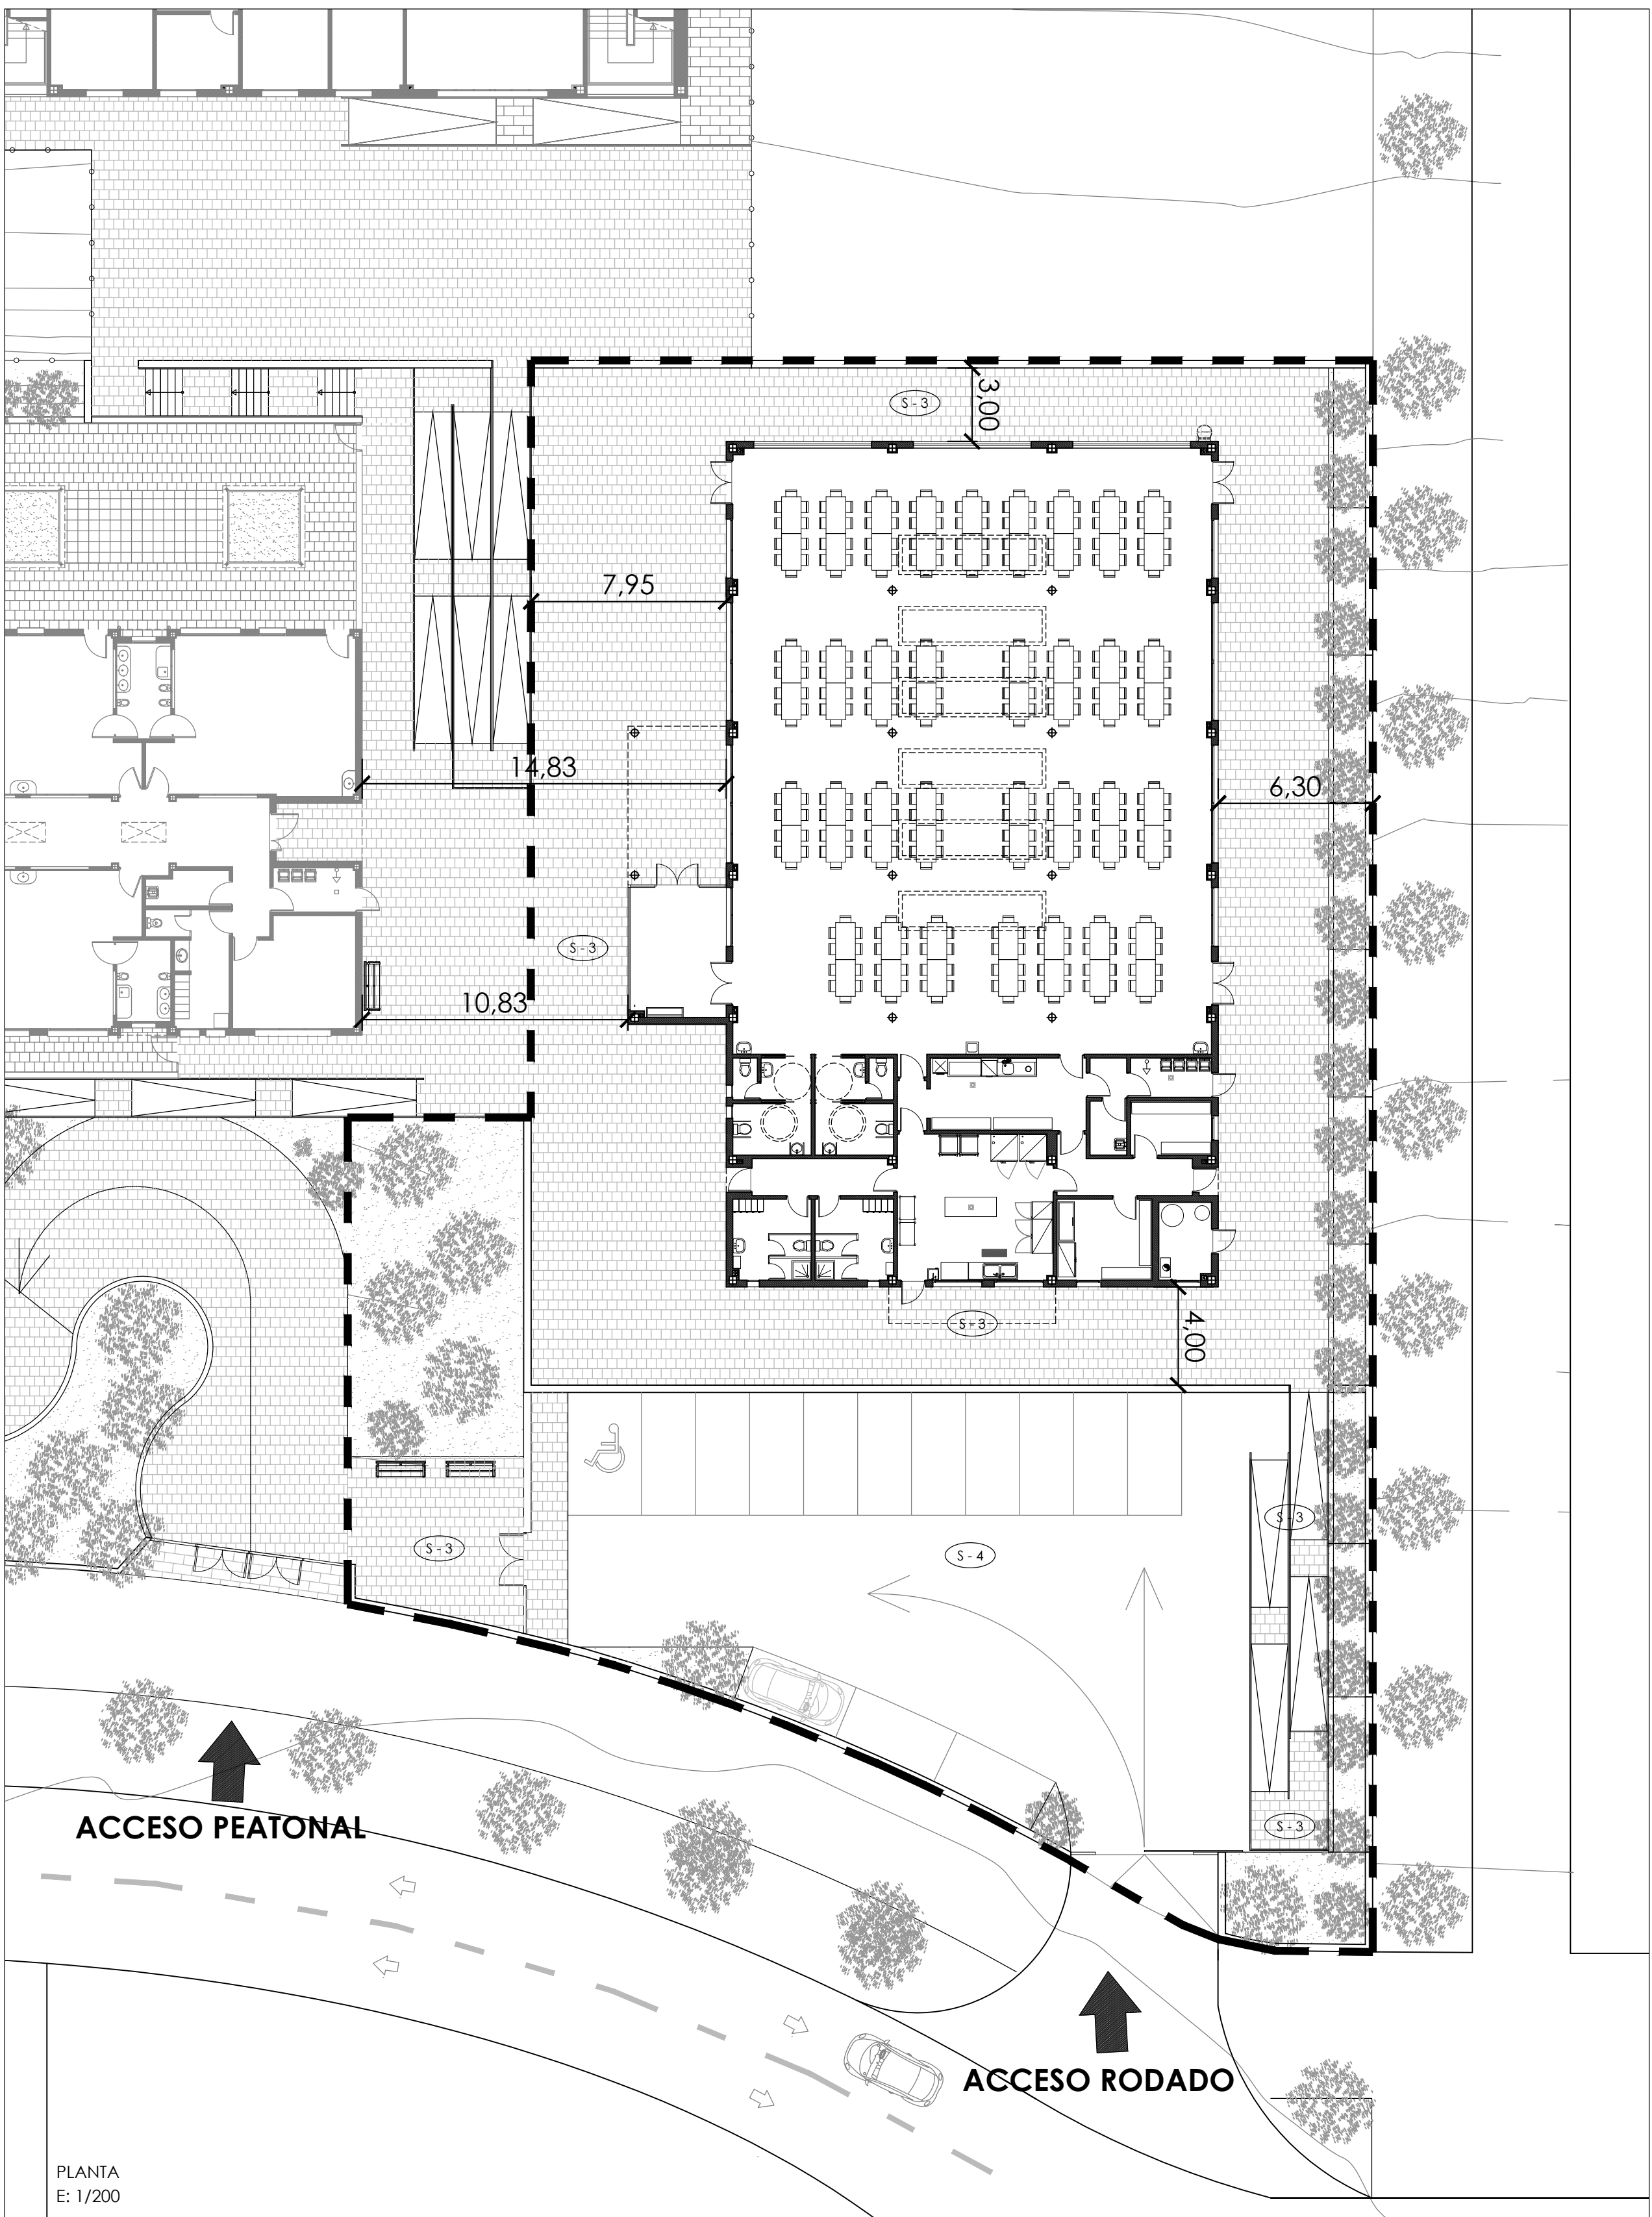 S - 3
3,00
7,95
14,83
6,30
S - 3
10,83
S - 3
4,00
S - 3
S - 3
S - 4
ACCESO PEATONAL
S - 3
ACCESO RODADO
PLANTA
E: 1/200